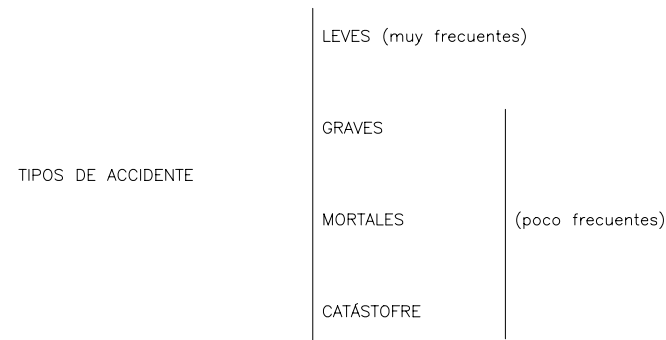 LEVES (muy frecuentes)
GRAVES
TIPOS DE ACCIDENTE
MORTALES (poco frecuentes)
CATÁSTOFRE